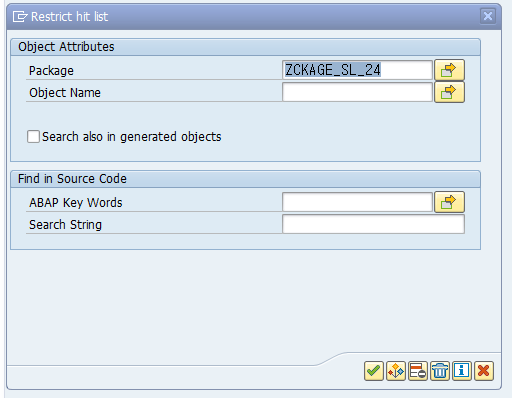 Restrict hit list
Object Attributes
Package ZCKAGE_SL_24
Object Name
Search also in generated objects
Find in Source Code
ABAP Key Words
Search String